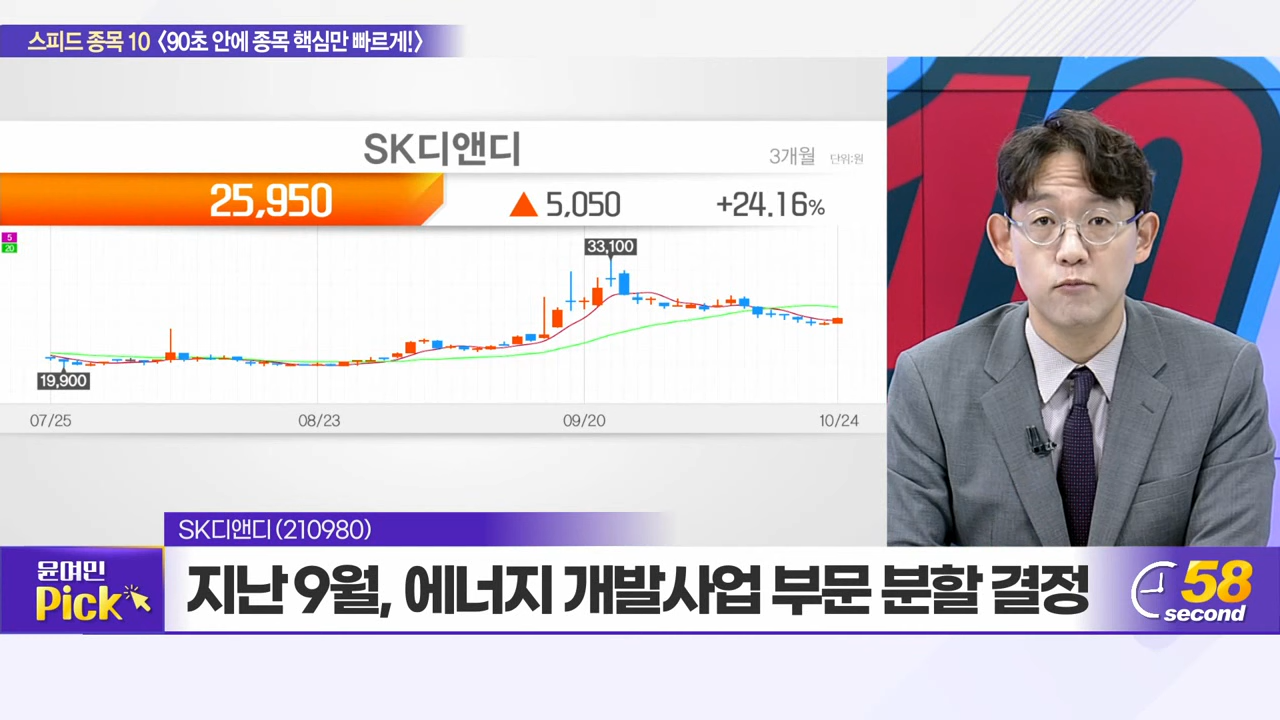 스피드 종목 10 〈90초 안에 종목 핵심만 빠르게!〉
SK디앤디
3개월 단위:원
25,950 ▲ 5,050 +24.16%
5
20
33,100
19,900
07/25 08/23 09/20 10/24
SK디앤디(210980)
윤여민
Pick
지난 9월, 에너지 개발사업 부문 분할 결정
58
second
10